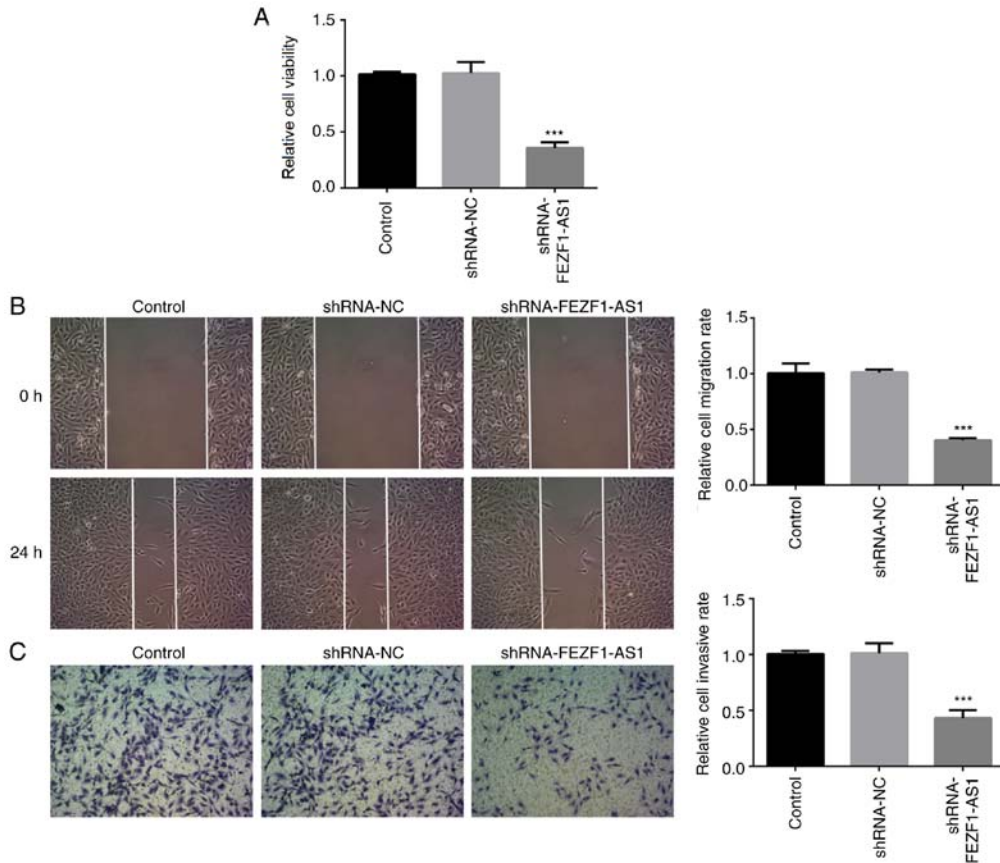 A
Relative cell viability
1.5
1.0
0.5
0.0
***
Control
shRNA-NC
shRNA-
FEZF1-AS1
B
Control
shRNA-NC
shRNA-FEZF1-AS1
0 h
24 h
Relative cell migration rate
1.5
1.0
0.5
0.0
***
Control
shRNA-NC
shRNA-
FEZF1-AS1
C
Control
shRNA-NC
shRNA-FEZF1-AS1
Relative cell invasive rate
1.5
1.0
0.5
0.0
***
Control
shRNA-NC
shRNA-
FEZF1-AS1